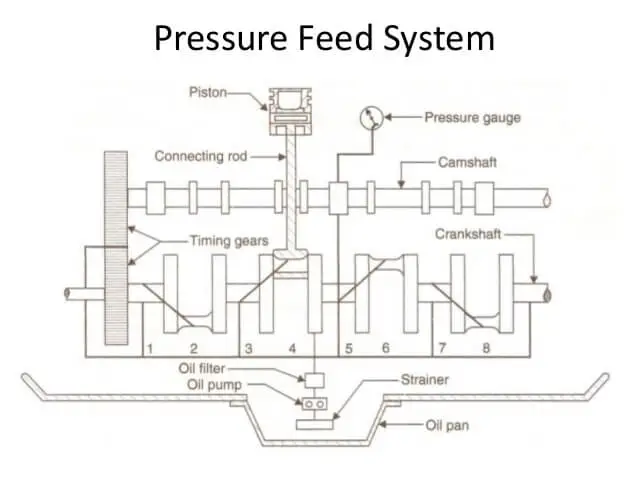 Pressure Feed System
Piston
Pressure gauge
Connecting rod
Camshaft
Timing gears
Crankshaft
1 2 3 4 5 6 7 8
Oil filter
Oil pump
Strainer
Oil pan